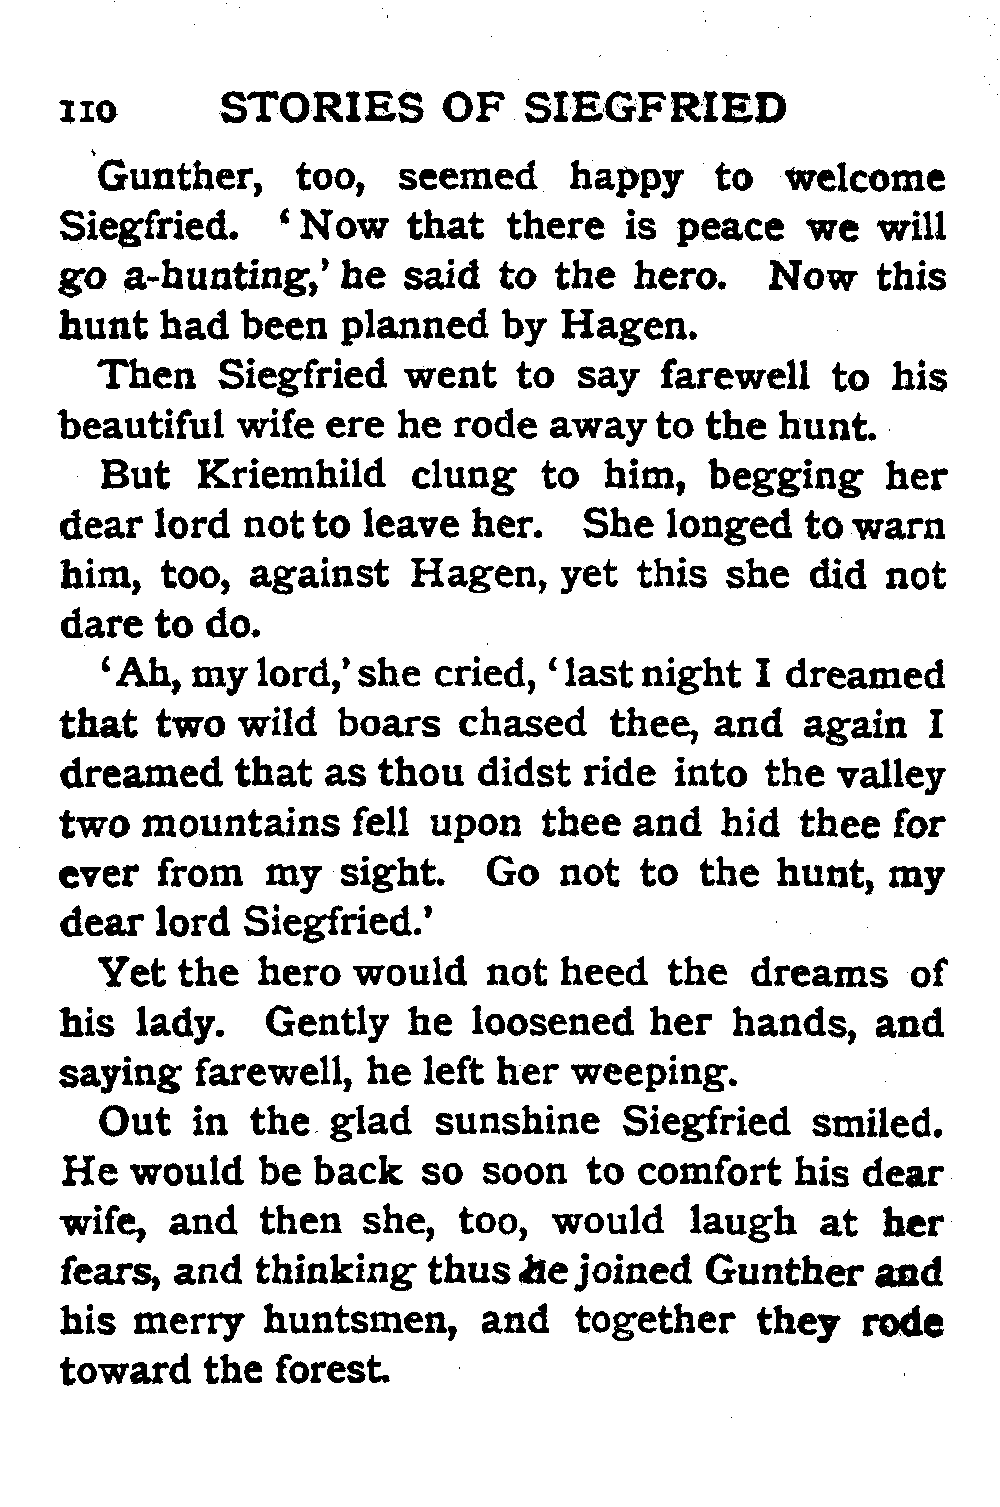 110 STORIES OF SIEGFRIED
Gunther, too, seemed happy to welcome
Siegfried. ‘Now that there is peace we will
go a-hunting,’ he said to the hero. Now this
hunt had been planned by Hagen.
Then Siegfried went to say farewell to his
beautiful wife ere he rode away to the hunt.
But Kriemhild clung to him, begging her
dear lord not to leave her. She longed to warn
him, too, against Hagen, yet this she did not
dare to do.
‘Ah, my lord,’ she cried, ‘last night I dreamed
that two wild boars chased thee, and again I
dreamed that as thou didst ride into the valley
two mountains fell upon thee and hid thee for
ever from my sight. Go not to the hunt, my
dear lord Siegfried.’
Yet the hero would not heed the dreams of
his lady. Gently he loosened her hands, and
saying farewell, he left her weeping.
Out in the glad sunshine Siegfried smiled.
He would be back so soon to comfort his dear
wife, and then she, too, would laugh at her
fears, and thinking thus he joined Gunther and
his merry huntsmen, and together they rode
toward the forest.